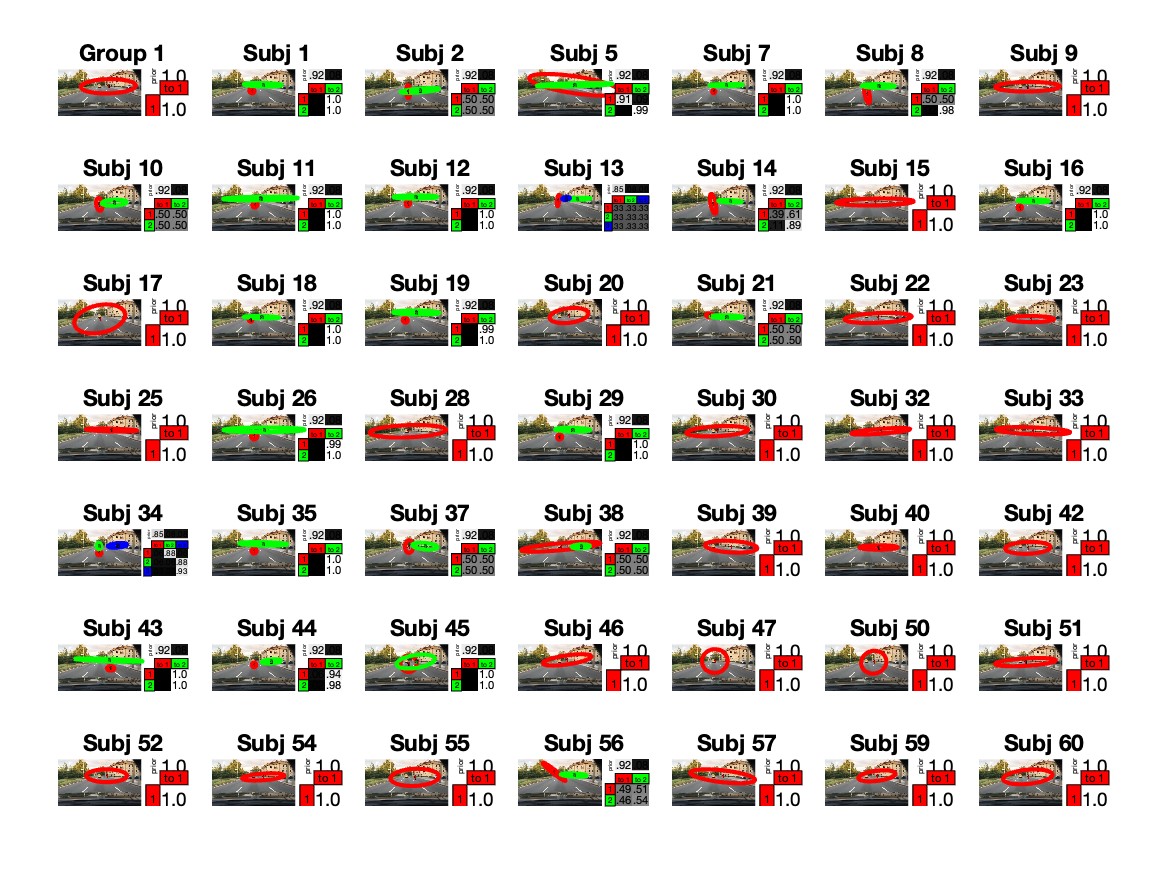 Group 1 Subj 1 Subj 2 Subj 5 Subj 7 Subj 8 Subj 9
prior 1.0 prior .92 prior .92 .92 prior .92 prior .92 prior 1.0
to 1 to 1 to 2 to 1 to 2 to 1 to 2 to 1 to 2 to 1 to 2 to 1
1 1.0 1 1.0 1 .50 .50 1 .91 1 1.0 1 .50 .50 1 1.0
2 1.0 2 .50 .50 2 .99 2 1.0 2 .98
Subj 10 Subj 11 Subj 12 Subj 13 Subj 14 Subj 15 Subj 16
prior .92 prior .92 prior .92 prior .85 prior .92 prior 1.0 prior .92
to 1 to 2 to 1 to 2 to 1 to 2 to 1 to 2 to 1 to 1 to 2
1 .50 .50 1 1.0 1 1.0 .33 .33 .33 1 .39 .61 1 1.0 1 1.0
2 .50 .50 2 1.0 2 1.0 .33 .33 .33 2 .11 .89 2 1.0
.33 .33 .33
Subj 17 Subj 18 Subj 19 Subj 20 Subj 21 Subj 22 Subj 23
prior 1.0 prior .92 prior .92 prior 1.0 prior .92 prior 1.0 prior 1.0
to 1 to 1 to 2 to 1 to 2 to 1 to 1 to 2 to 1 to 1
1 1.0 1 1.0 1 .99 1 1.0 1 .50 .50 1 1.0 1 1.0
2 1.0 2 1.0 2 .50 .50
Subj 25 Subj 26 Subj 28 Subj 29 Subj 30 Subj 32 Subj 33
prior 1.0 .92 prior 1.0 prior .92 prior 1.0 prior 1.0 prior 1.0
to 1 to 1 to 2 to 1 to 1 to 2 to 1 to 1 to 1
1 1.0 1 .99 1 1.0 1 1.0 1 1.0 1 1.0 1 1.0
2 1.0 2 1.0
Subj 34 Subj 35 Subj 37 Subj 38 Subj 39 Subj 40 Subj 42
prior .85 prior .92 prior .92 prior .92 prior 1.0 prior 1.0 prior 1.0
to 1 to 2 to 1 to 2 to 1 to 2 to 1 to 1 to 1
.88 1 1.0 1 .50 .50 1 .50 .50 1 1.0 1 1.0 1 1.0
.88 2 1.0 2 .50 .50 2 .50 .50
.93
Subj 43 Subj 44 Subj 45 Subj 46 Subj 47 Subj 50 Subj 51
prior .92 prior .92 prior .92 prior 1.0 prior 1.0 prior 1.0 prior 1.0
to 1 to 2 to 1 to 2 to 1 to 2 to 1 to 1 to 1 to 1
1 1.0 1 .94 1 1.0 1 1.0 1 1.0 1 1.0 1 1.0
2 1.0 2 .98 2 1.0
Subj 52 Subj 54 Subj 55 Subj 56 Subj 57 Subj 59 Subj 60
prior 1.0 prior 1.0 prior 1.0 prior .92 prior 1.0 prior 1.0 prior 1.0
to 1 to 1 to 1 to 1 to 2 to 1 to 1 to 1
1 1.0 1 1.0 1 1.0 1 .49 .51 1 1.0 1 1.0 1 1.0
2 .46 .54